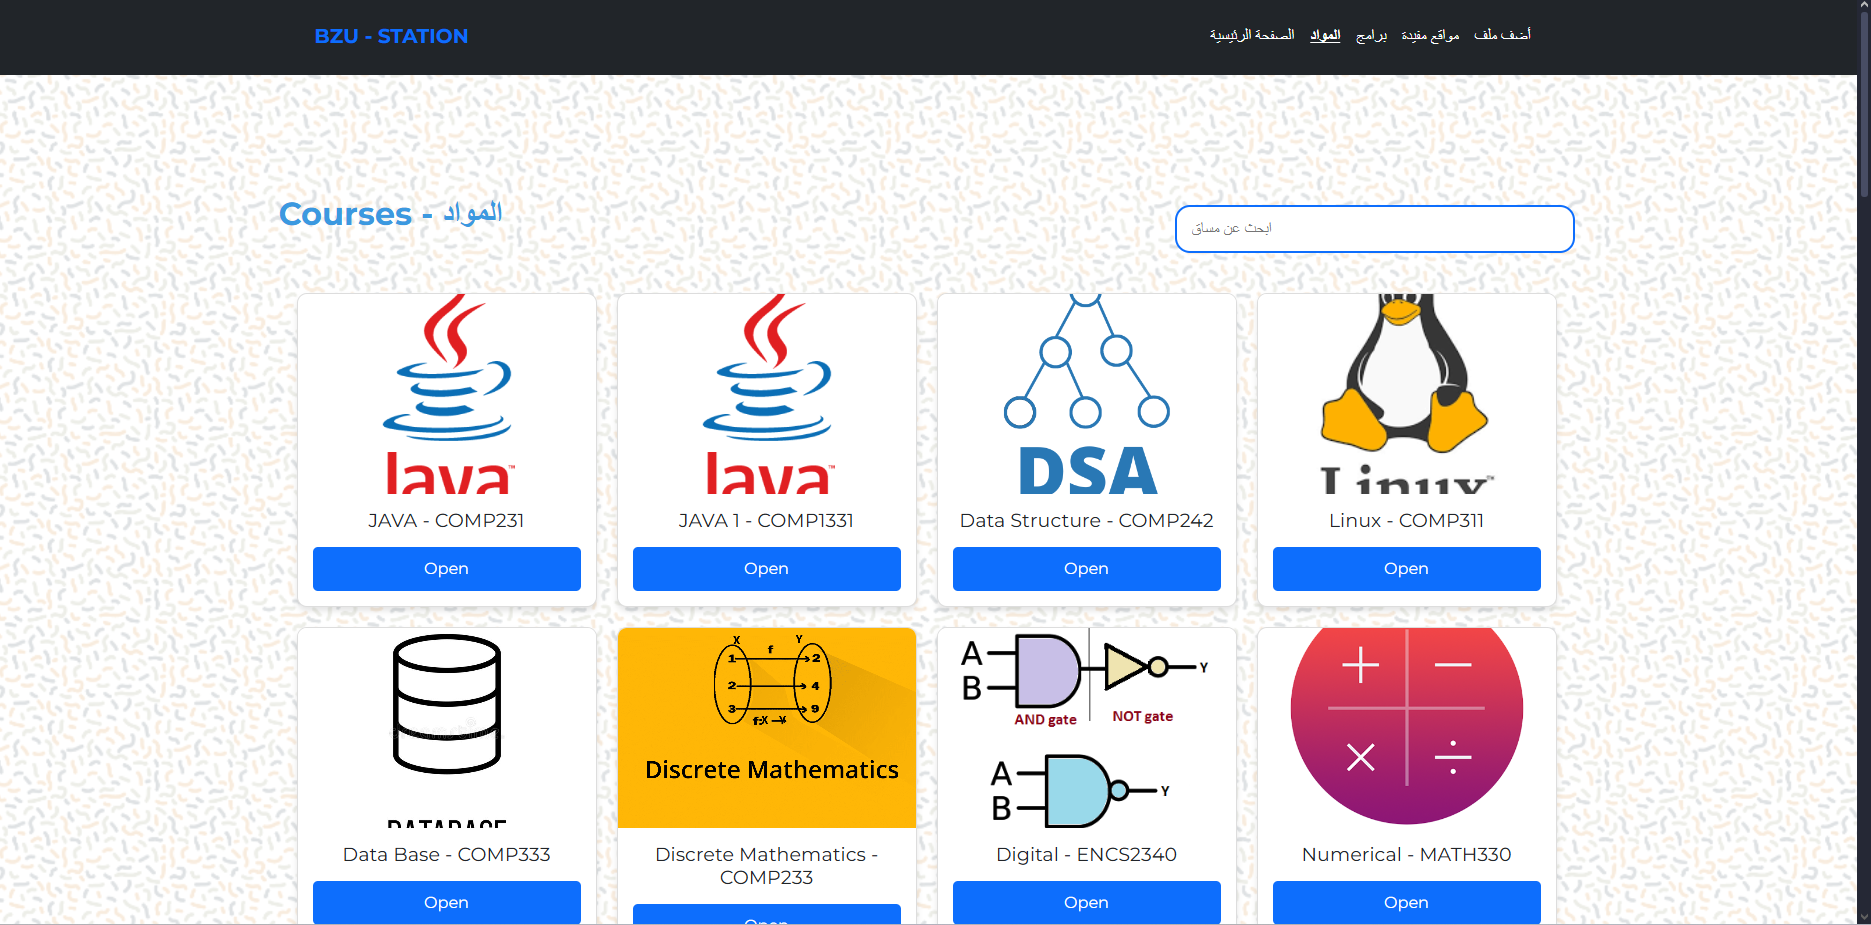 BZU - STATION
الصفحة الرئيسية المواد برامج مواقع مفيدة أضف ملف
Courses - المواد
ابحث عن مساق
Java™
Java™
DSA
Linux™
JAVA - COMP231
JAVA 1 - COMP1331
Data Structure - COMP242
Linux - COMP311
Open
Open
Open
Open
DATABASE
X Y
f
1 2
2 4
3 9
f:X→Y
Discrete Mathematics
A
B
Y
AND gate
NOT gate
A
B
Y
Data Base - COMP333
Discrete Mathematics -
COMP233
Digital - ENCS2340
Numerical - MATH330
Open
Open
Open
Open